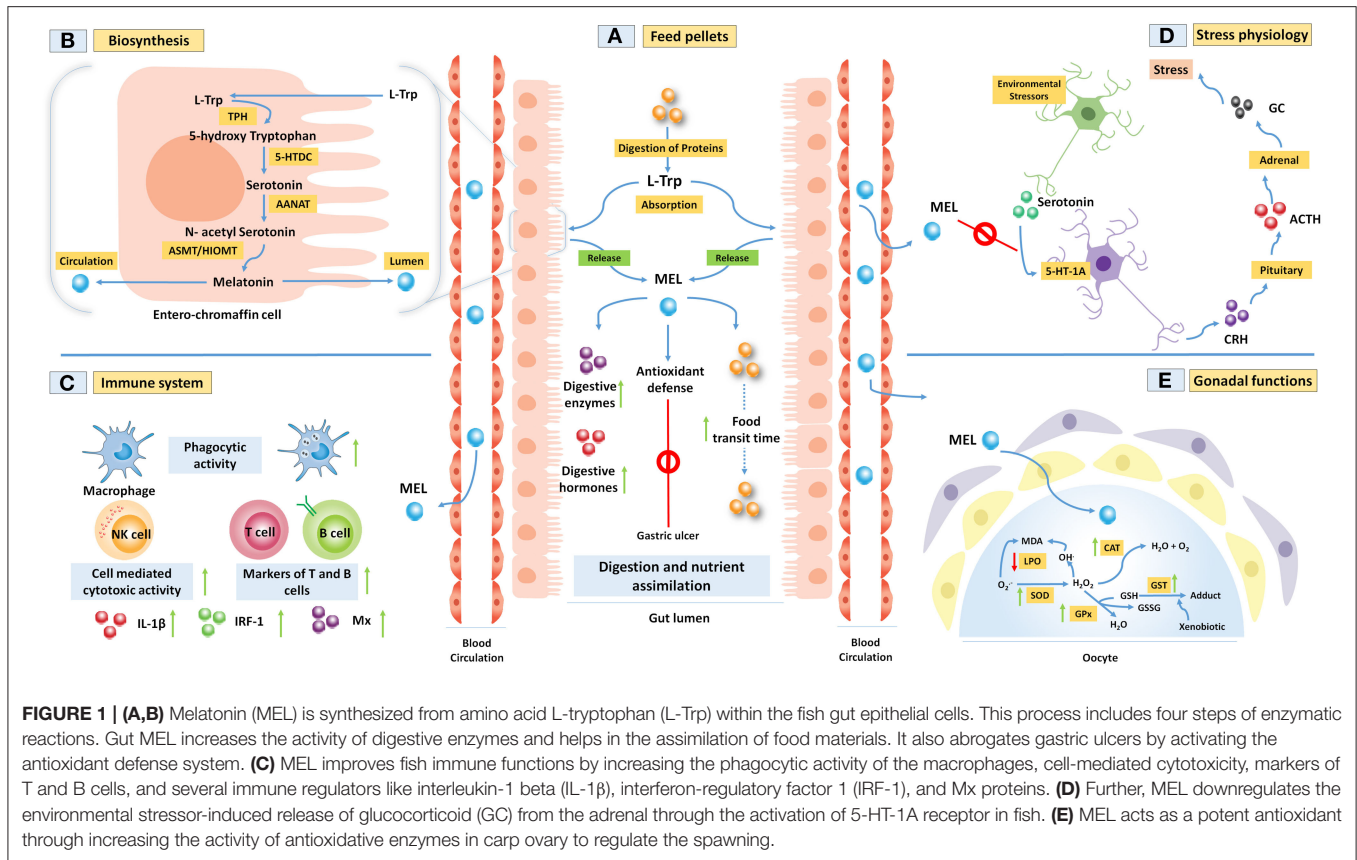 B Biosynthesis
L-Trp
L-Trp
TPH
5-hydroxy Tryptophan
5-HTDC
Serotonin
AANAT
N- acetyl Serotonin
ASMT/HIOMT
Circulation
Lumen
Melatonin
Entero-chromaffin cell
A Feed pellets
Digestion of Proteins
L-Trp
Absorption
Release
Release
MEL
Digestive
enzymes
Antioxidant
defense
Food
transit time
Digestive
hormones
Gastric ulcer
Digestion and nutrient
assimilation
Gut lumen
Blood
Circulation
Blood
Circulation
D Stress physiology
Environmental
Stressors
Stress
GC
Adrenal
Serotonin
MEL
ACTH
5-HT-1A
Pituitary
CRH
C Immune system
Phagocytic
activity
Macrophage
MEL
NK cell
T cell
B cell
Cell mediated
cytotoxic activity
Markers of T and B
cells
IL-1β
IRF-1
Mx
E Gonadal functions
MEL
MDA
OH·
CAT
H₂O + O₂
LPO
O₂·⁻
H₂O₂
GST
SOD
GSH
Adduct
GPx
GSSG
H₂O
Xenobiotic
Oocyte
FIGURE 1 | (A,B) Melatonin (MEL) is synthesized from amino acid L-tryptophan (L-Trp) within the fish gut epithelial cells. This process includes four steps of enzymatic
reactions. Gut MEL increases the activity of digestive enzymes and helps in the assimilation of food materials. It also abrogates gastric ulcers by activating the
antioxidant defense system. (C) MEL improves fish immune functions by increasing the phagocytic activity of the macrophages, cell-mediated cytotoxicity, markers of
T and B cells, and several immune regulators like interleukin-1 beta (IL-1β), interferon-regulatory factor 1 (IRF-1), and Mx proteins. (D) Further, MEL downregulates the
environmental stressor-induced release of glucocorticoid (GC) from the adrenal through the activation of 5-HT-1A receptor in fish. (E) MEL acts as a potent antioxidant
through increasing the activity of antioxidative enzymes in carp ovary to regulate the spawning.